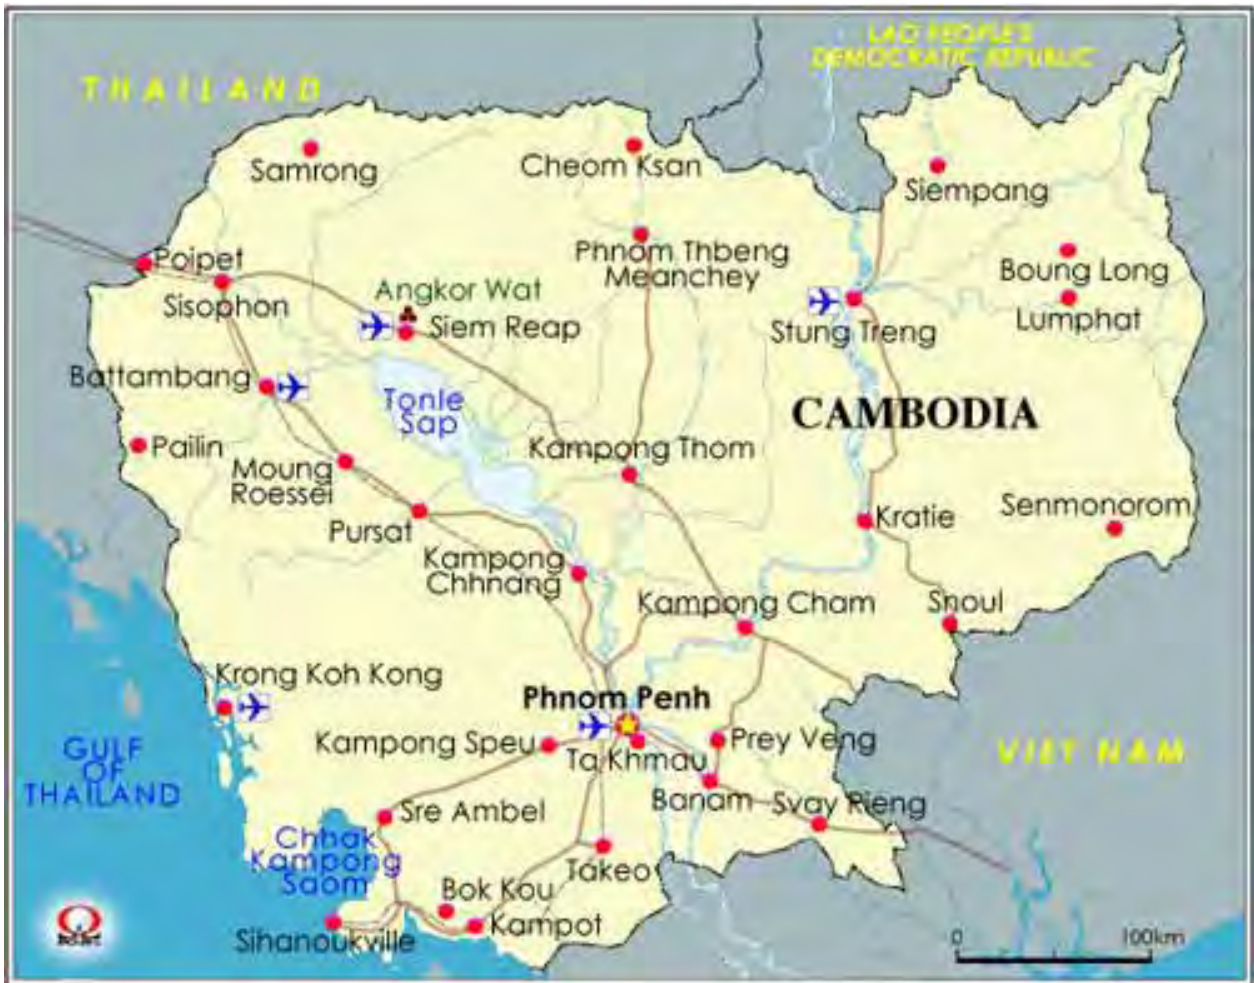 LAO PEOPLE'S
DEMOCRATIC REPUBLIC
THAILAND
Samrong
Cheom Ksan
Siempang
Poipet
Phnom Thbeng
Meanchey
Boung Long
Sisophon
Angkor Wat
Siem Reap
Stung Treng
Lumphat
Battambang
Tonle
Sap
CAMBODIA
Pailin
Moung
Roessei
Kampong Thom
Pursat
Kratie
Senmonorom
Kampong
Chhnang
Kampong Cham
Snoul
Krong Koh Kong
Phnom Penh
GULF
OF
THAILAND
Kampong Speu
Ta Khmau
Prey Veng
VIET NAM
Banam
Svay Rieng
Sre Ambel
Chhak
Kampong
Saom
Takeo
Bok Kou
Kampot
Sihanoukville
0
100km